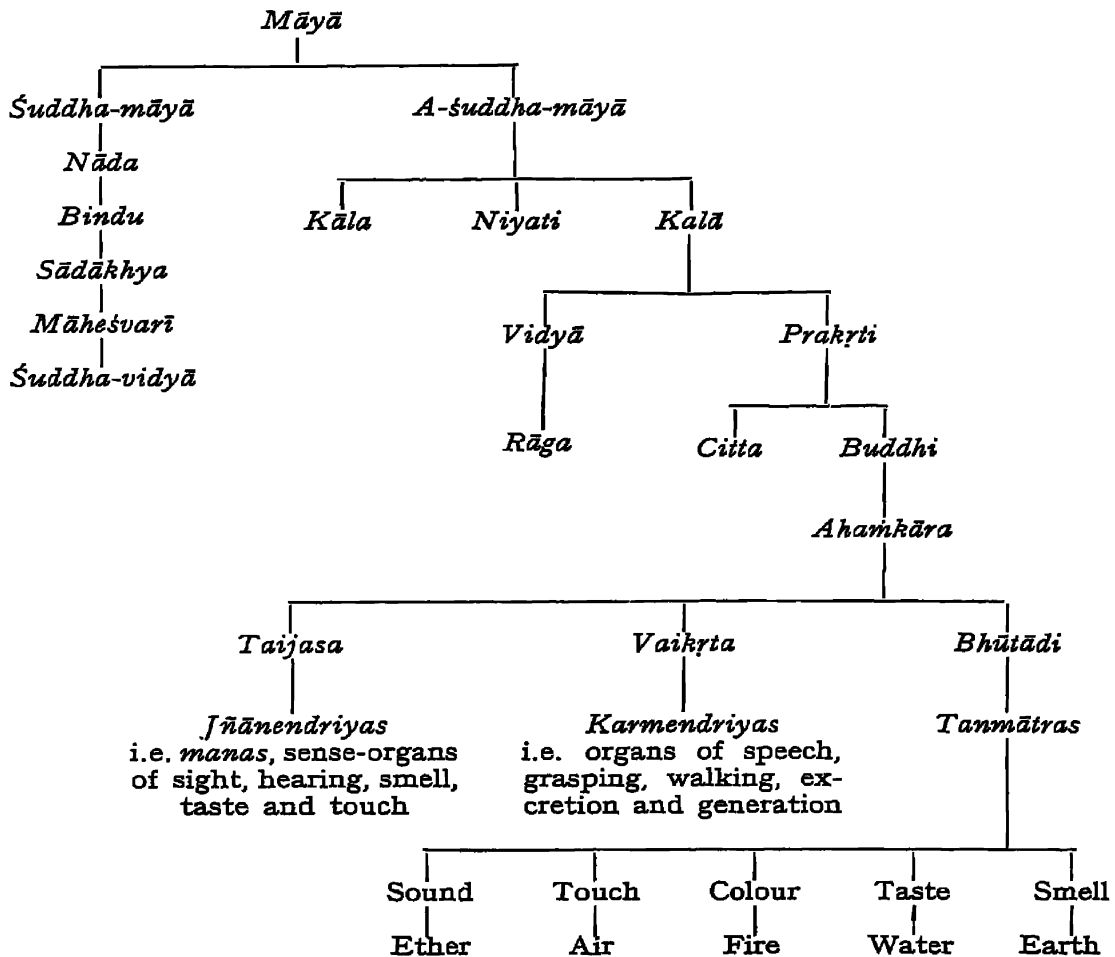 Māyā
Śuddha-māyā A-śuddha-māyā
Nāda
Bindu Kāla Niyati Kalā
Sādākhya
Māheśvarī Vidyā Prakṛti
Śuddha-vidyā
Rāga Citta Buddhi
Ahaṁkāra
Taijasa Vaikṛta Bhūtādi
Jñānendriyas Karmendriyas Tanmātras
i.e. manas, sense-organs i.e. organs of speech,
of sight, hearing, smell, grasping, walking, ex-
taste and touch cretion and generation
Sound Touch Colour Taste Smell
Ether Air Fire Water Earth